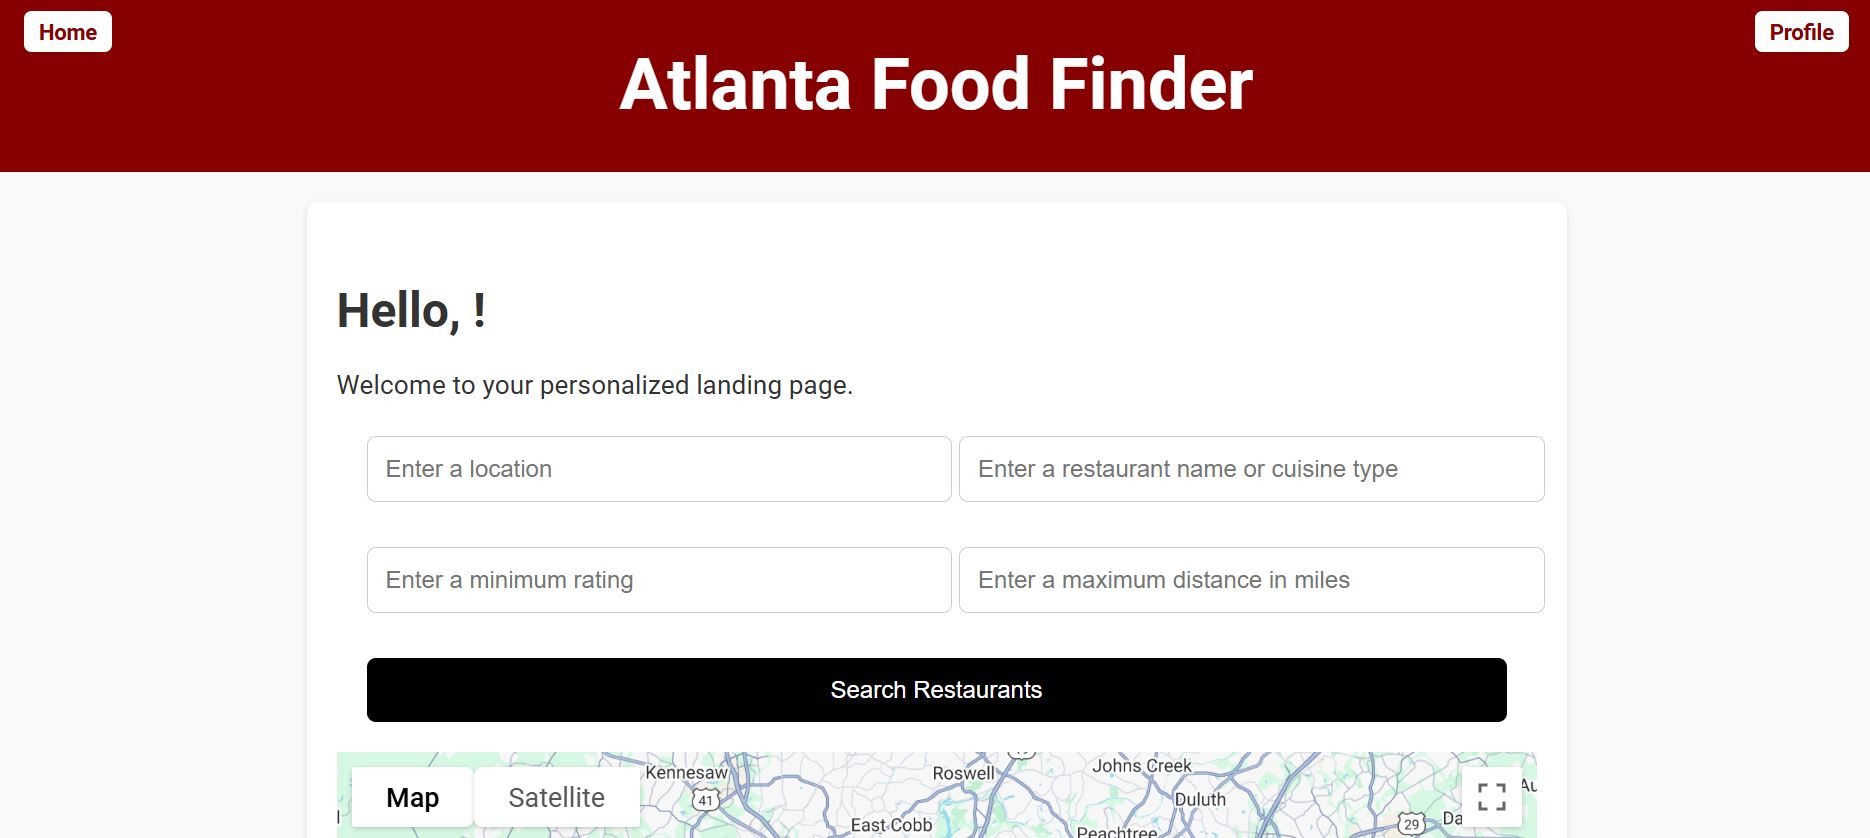 Home
Profile
Atlanta Food Finder
Hello, !
Welcome to your personalized landing page.
Enter a location
Enter a restaurant name or cuisine type
Enter a minimum rating
Enter a maximum distance in miles
Search Restaurants
Map
Satellite
Kennesaw
41
Roswell
Johns Creek
Duluth
East Cobb
Peachtree
29